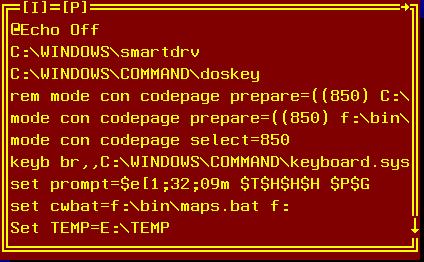 [I]=[P]
@Echo Off
C:\WINDOWS\smartdrv
C:\WINDOWS\COMMAND\doskey
rem mode con codepage prepare=((850) C:\
mode con codepage prepare=((850) f:\bin\
mode con codepage select=850
keyb br,,C:\WINDOWS\COMMAND\keyboard.sys
set prompt=$e[1;32;09m $T$H$H$H $P$G
set cwbat=f:\bin\maps.bat f:
Set TEMP=E:\TEMP